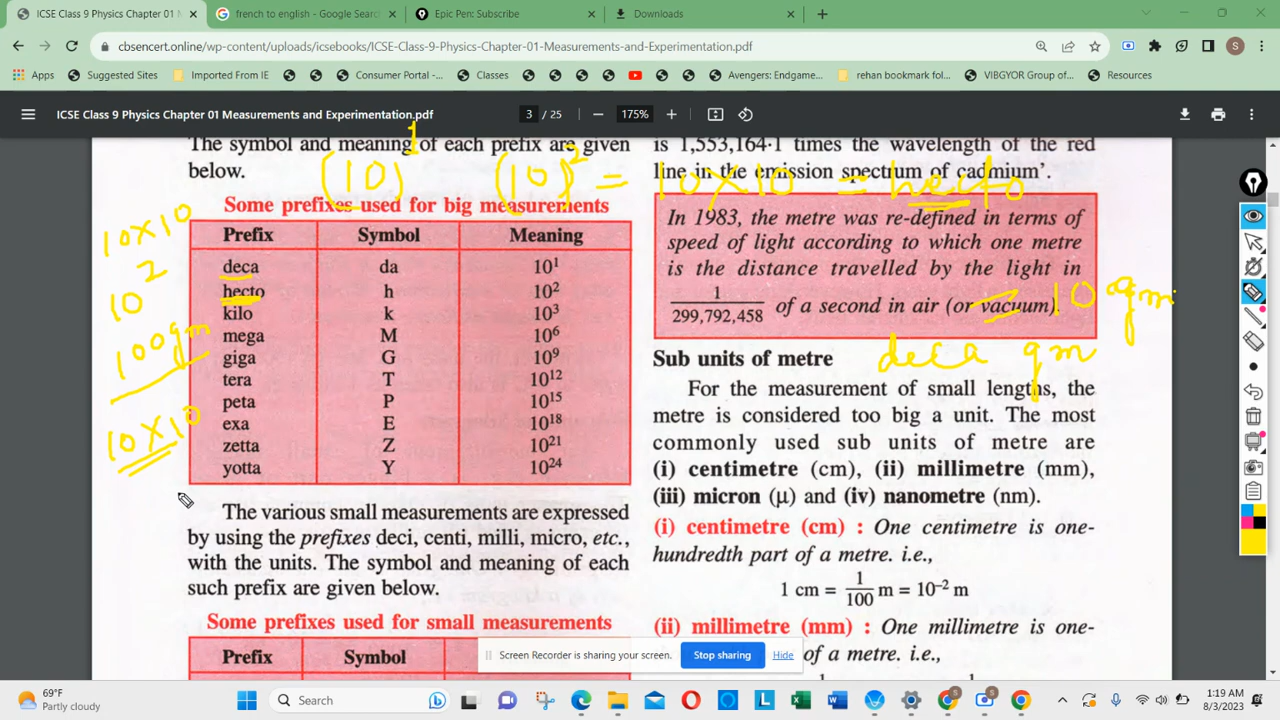 ICSE Class 9 Physics Chapter 01 M
french to english - Google Searc
Epic Pen: Subscribe
Downloads
cbsencert.online/wp-content/uploads/icsebooks/ICSE-Class-9-Physics-Chapter-01-Measurements-and-Experimentation.pdf
Apps
Suggested Sites
Imported From IE
Consumer Portal -...
Classes
Avengers: Endgame...
rehan bookmark fol...
VIBGYOR Group of...
Resources
ICSE Class 9 Physics Chapter 01 Measurements and Experimentation.pdf
3 / 25
175%
The symbol and meaning of each prefix are given
below.
(10)¹
(10)² = 10×10 = hecto
Some prefixes used for big measurements
Prefix Symbol Meaning
deca da 10¹
hecto h 10²
kilo k 10³
mega M 10⁶
giga G 10⁹
tera T 10¹²
peta P 10¹⁵
exa E 10¹⁸
zetta Z 10²¹
yotta Y 10²⁴
10×10
10²
100gm
10×10
The various small measurements are expressed
by using the prefixes deci, centi, milli, micro, etc.,
with the units. The symbol and meaning of each
such prefix are given below.
Some prefixes used for small measurements
Prefix Symbol
is 1,553,164·1 times the wavelength of the red
line in the emission spectrum of cadmium'.
In 1983, the metre was re-defined in terms of
speed of light according to which one metre
is the distance travelled by the light in
1/299,792,458 of a second in air (or vacuum).
10 gm
deca gm
Sub units of metre
For the measurement of small lengths, the
metre is considered too big a unit. The most
commonly used sub units of metre are
(i) centimetre (cm), (ii) millimetre (mm),
(iii) micron (μ) and (iv) nanometre (nm).
(i) centimetre (cm) : One centimetre is one-
hundredth part of a metre. i.e.,
1 cm = 1/100 m = 10⁻² m
(ii) millimetre (mm) : One millimetre is one-
of a metre. i.e.,
Screen Recorder is sharing your screen.
Stop sharing
Hide
69°F
Partly cloudy
Search
1:19 AM
8/3/2023